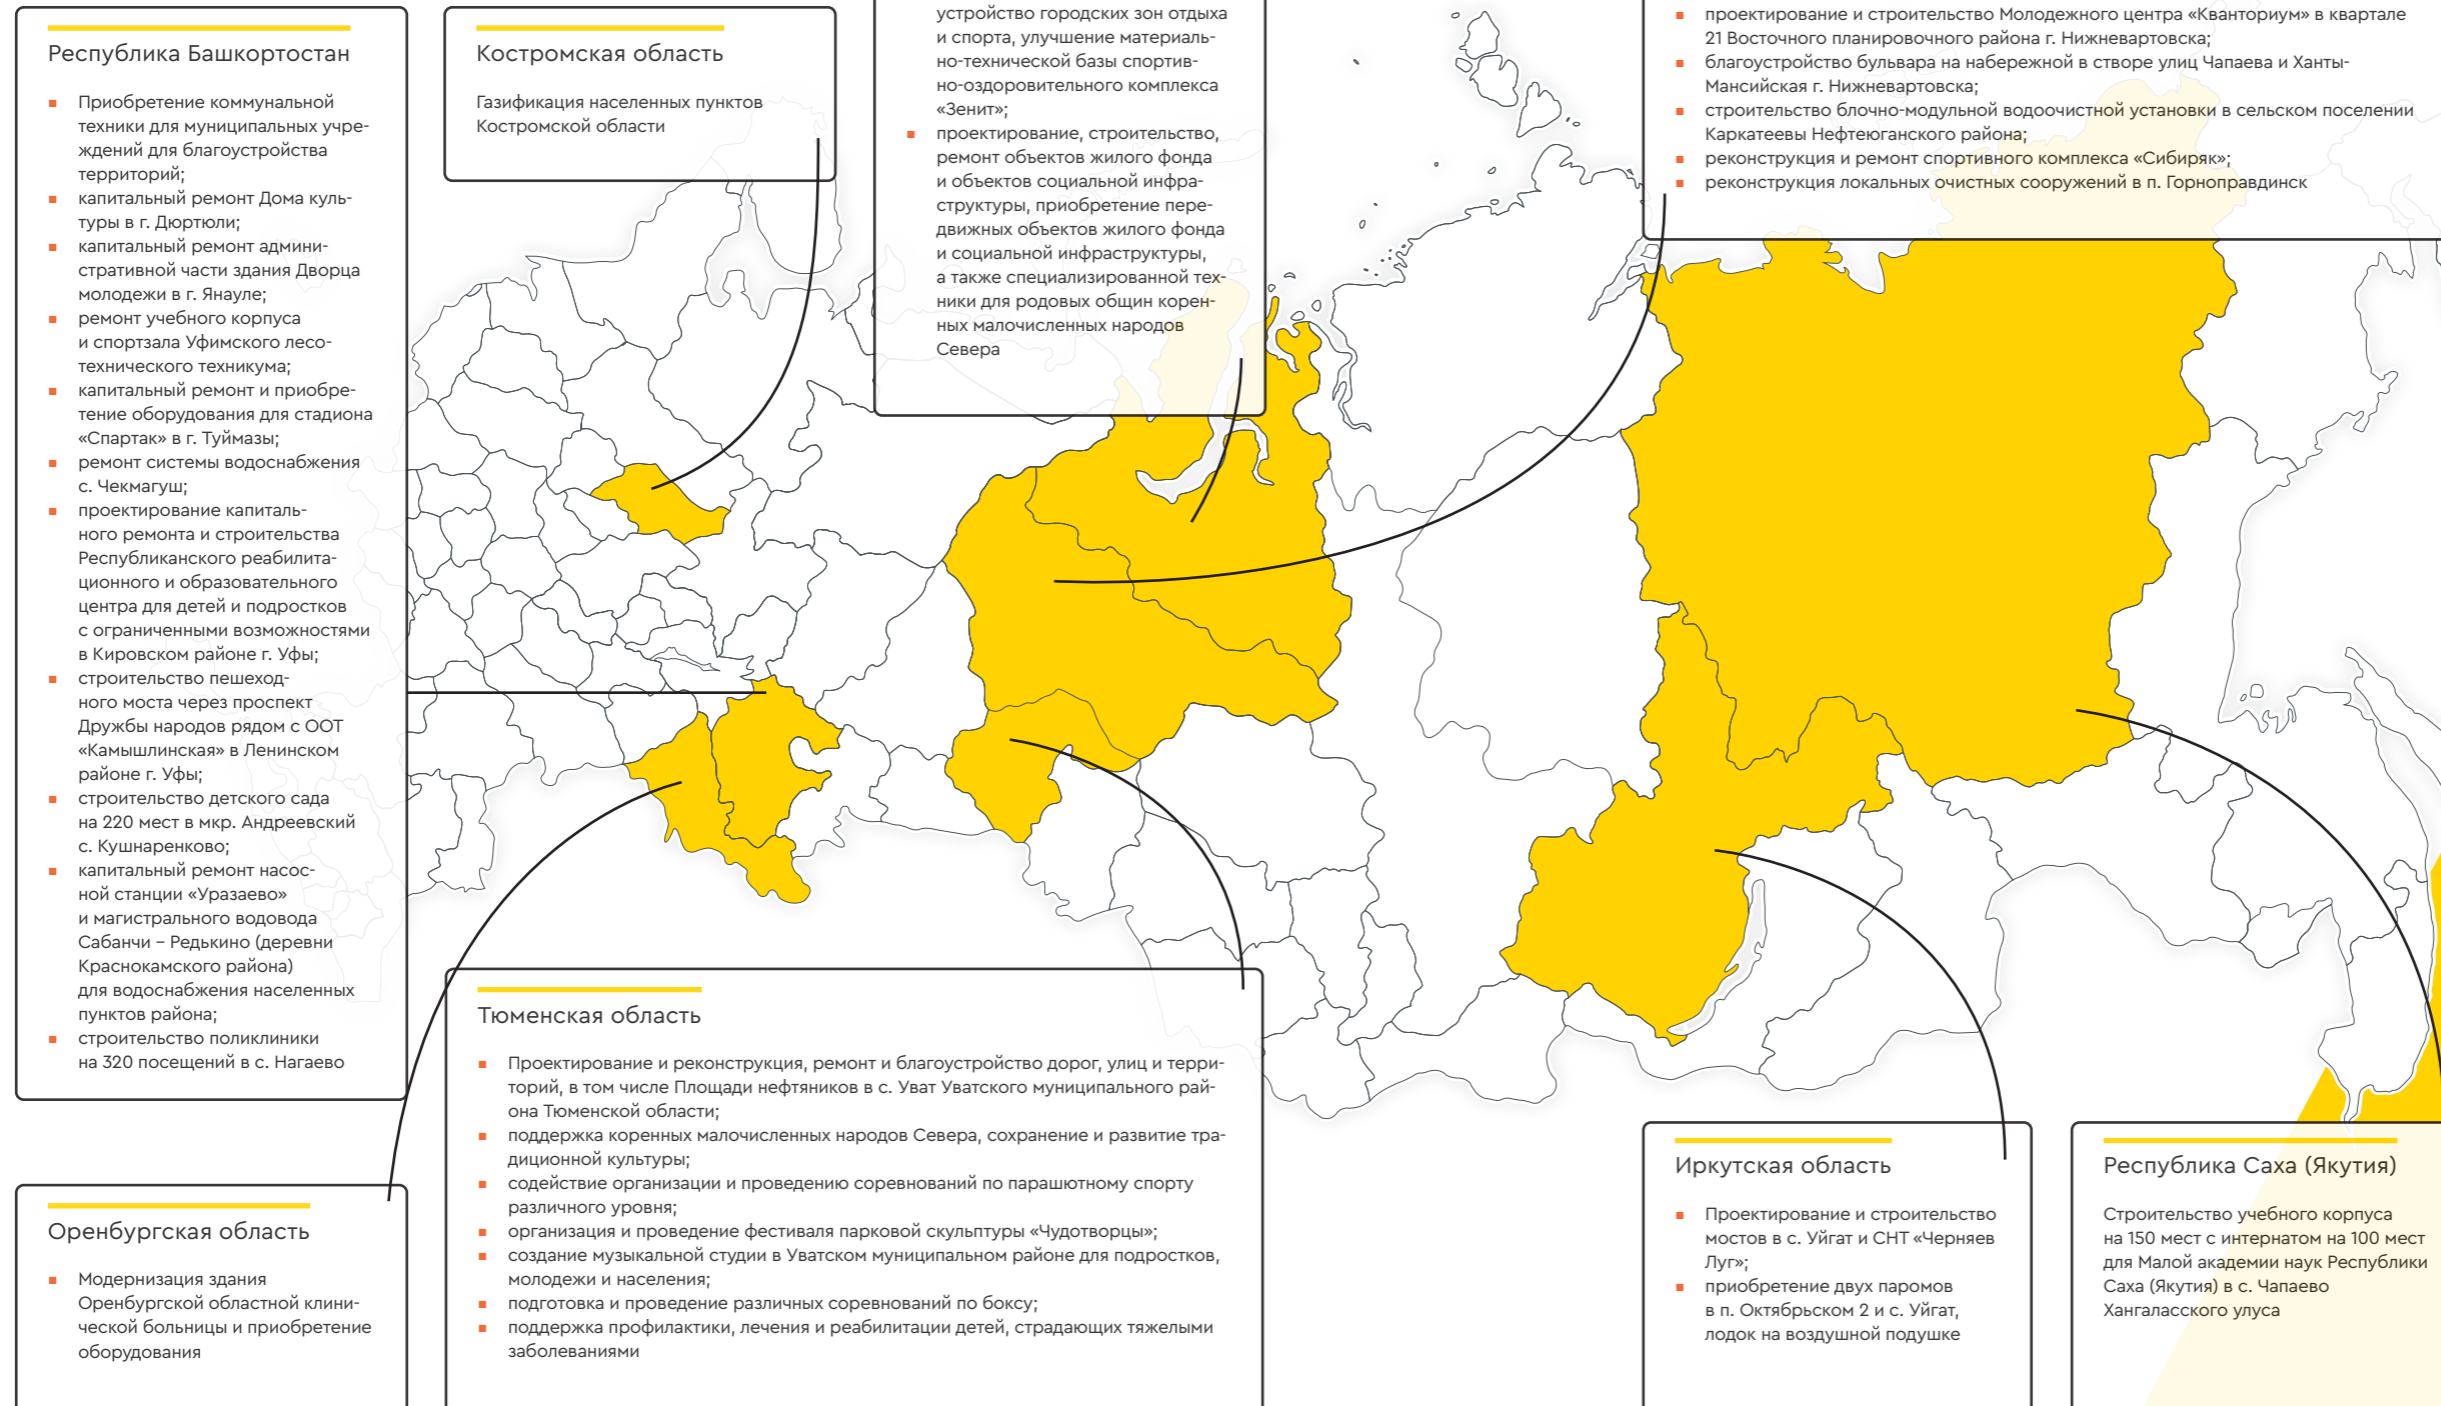 Республика Башкортостан
Приобретение коммунальной
техники для муниципальных учре-
ждений для благоустройства
территорий;
капитальный ремонт Дома куль-
туры в г. Дюртюли;
капитальный ремонт админи-
стративной части здания Дворца
молодежи в г. Янауле;
ремонт учебного корпуса
и спортзала Уфимского лесо-
технического техникума;
капитальный ремонт и приобре-
тение оборудования для стадиона
«Спартак» в г. Туймазы;
ремонт системы водоснабжения
с. Чекмагуш;
проектирование капиталь-
ного ремонта и строительства
Республиканского реабилита-
ционного и образовательного
центра для детей и подростков
с ограниченными возможностями
в Кировском районе г. Уфы;
строительство пешеход-
ного моста через проспект
Дружбы народов рядом с ООТ
«Камышлинская» в Ленинском
районе г. Уфы;
строительство детского сада
на 220 мест в мкр. Андреевский
с. Кушнаренково;
капитальный ремонт насос-
ной станции «Уразаево»
и магистрального водовода
Сабанчи – Редькино (деревни
Краснокамского района)
для водоснабжения населенных
пунктов района;
строительство поликлиники
на 320 посещений в с. Нагаево
Костромская область
Газификация населенных пунктов
Костромской области
устройство городских зон отдыха
и спорта, улучшение материаль-
но-технической базы спортив-
но-оздоровительного комплекса
«Зенит»;
проектирование, строительство,
ремонт объектов жилого фонда
и объектов социальной инфра-
структуры, приобретение пере-
движных объектов жилого фонда
и социальной инфраструктуры,
а также специализированной тех-
ники для родовых общин корен-
ных малочисленных народов
Севера
проектирование и строительство Молодежного центра «Кванториум» в квартале
21 Восточного планировочного района г. Нижневартовска;
благоустройство бульвара на набережной в створе улиц Чапаева и Ханты-
Мансийская г. Нижневартовска;
строительство блочно-модульной водоочистной установки в сельском поселении
Каркатеевы Нефтеюганского района;
реконструкция и ремонт спортивного комплекса «Сибиряк»;
реконструкция локальных очистных сооружений в п. Горноправдинск
Оренбургская область
Модернизация здания
Оренбургской областной клини-
ческой больницы и приобретение
оборудования
Тюменская область
Проектирование и реконструкция, ремонт и благоустройство дорог, улиц и терри-
торий, в том числе Площади нефтяников в с. Уват Уватского муниципального рай-
она Тюменской области;
поддержка коренных малочисленных народов Севера, сохранение и развитие тра-
диционной культуры;
содействие организации и проведению соревнований по парашютному спорту
различного уровня;
организация и проведение фестиваля парковой скульптуры «Чудотворцы»;
создание музыкальной студии в Уватском муниципальном районе для подростков,
молодежи и населения;
подготовка и проведение различных соревнований по боксу;
поддержка профилактики, лечения и реабилитации детей, страдающих тяжелыми
заболеваниями
Иркутская область
Проектирование и строительство
мостов в с. Уйгат и СНТ «Черняев
Луг»;
приобретение двух паромов
в п. Октябрьском 2 и с. Уйгат,
лодок на воздушной подушке
Республика Саха (Якутия)
Строительство учебного корпуса
на 150 мест с интернатом на 100 мест
для Малой академии наук Республики
Саха (Якутия) в с. Чапаево
Хангаласского улуса